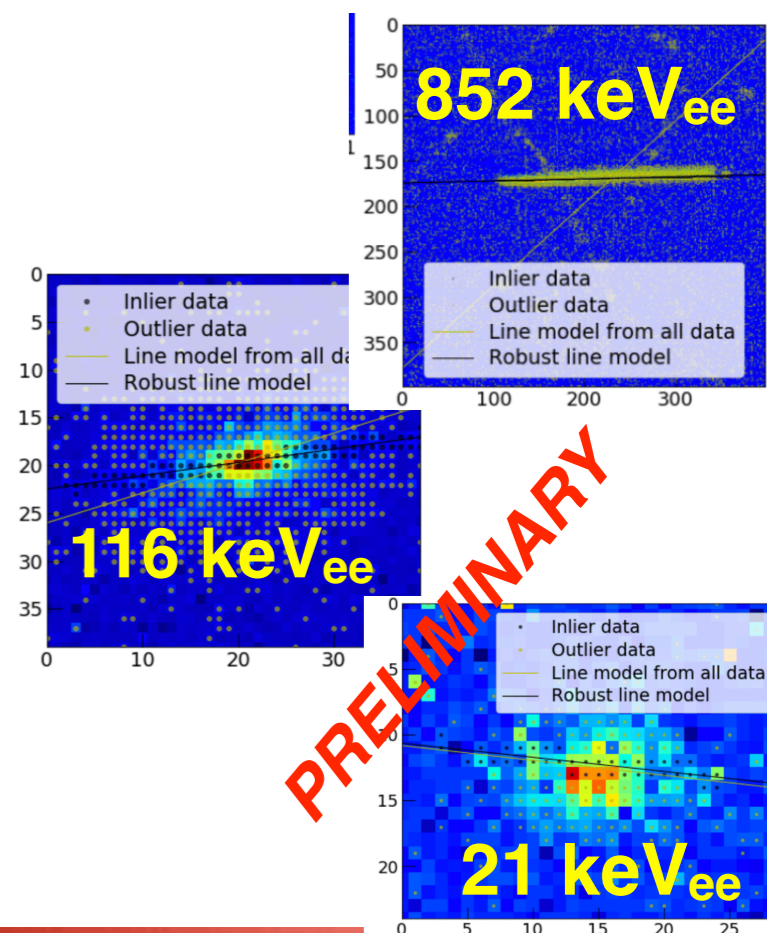 0
50
100
150
200
250
300
350
0
100
200
300
852 keVee
Inlier data
Outlier data
Line model from all data
Robust line model
1
0
5
10
15
20
25
30
35
0
10
20
30
Inlier data
Outlier data
Line model from all da
Robust line model
116 keVee
PRELIMINARY
0
5
15
20
0
5
10
15
20
25
Inlier data
Outlier data
Line model from all data
Robust line model
21 keVee